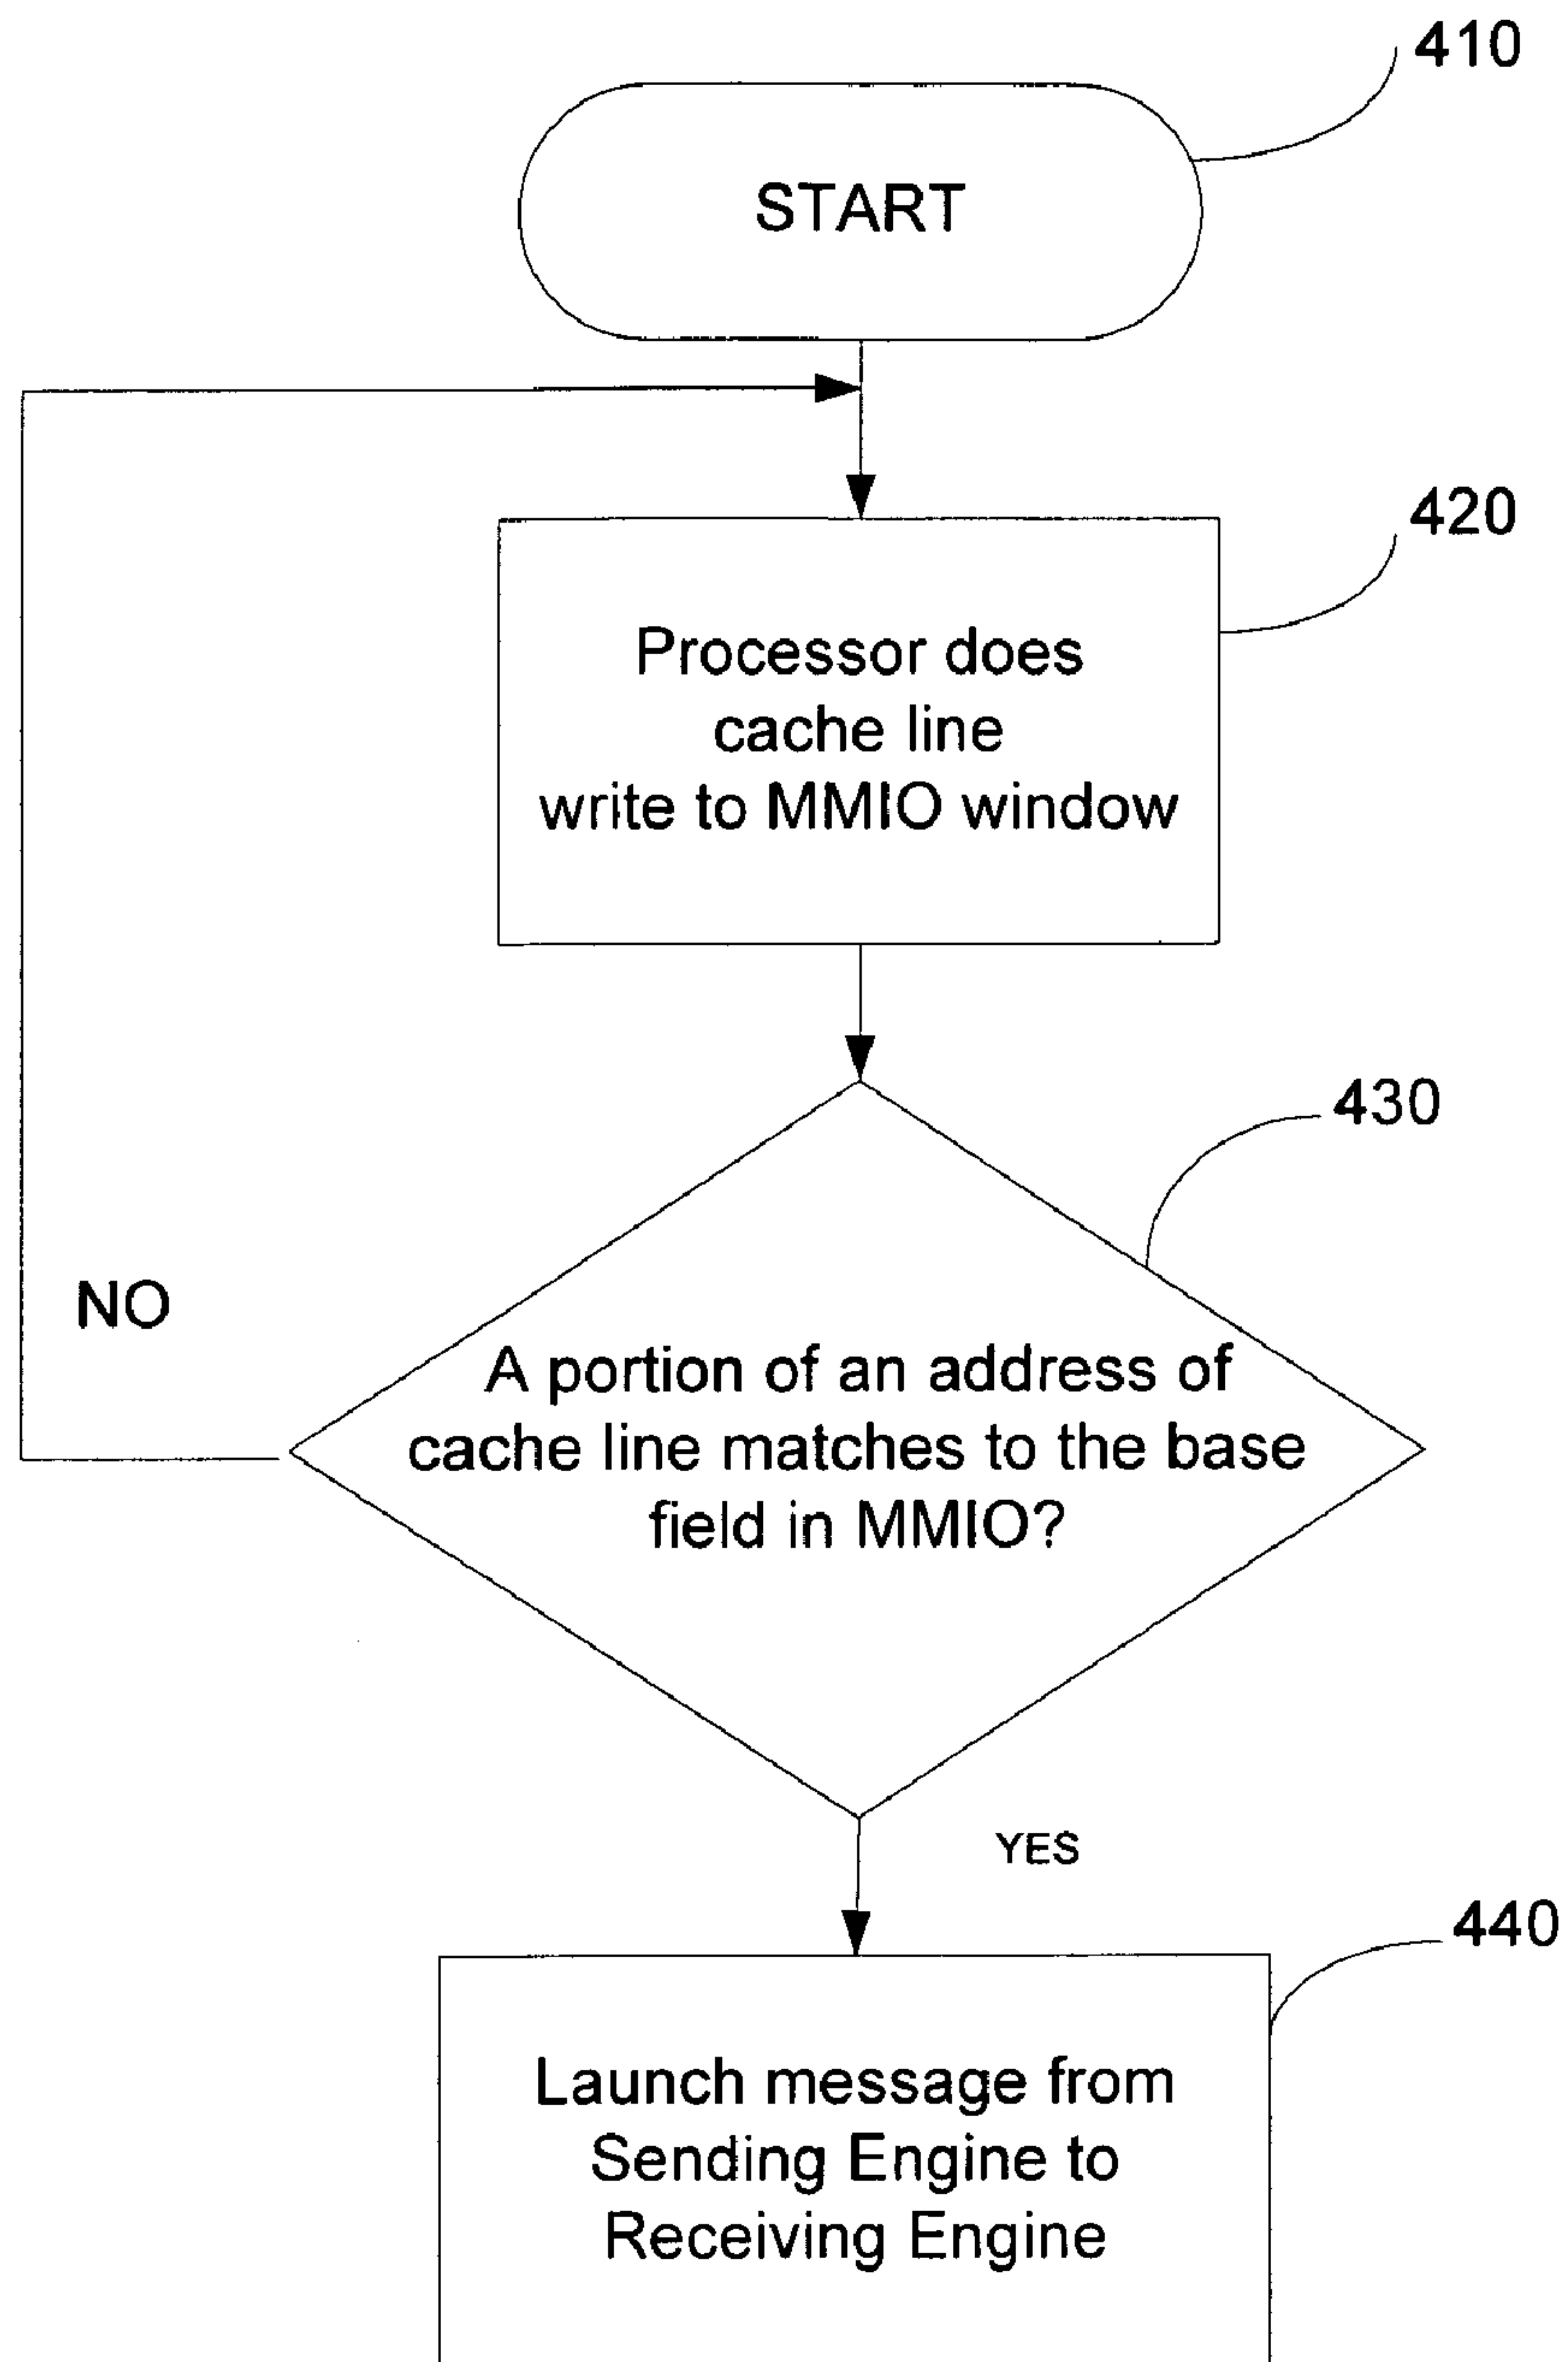 410
START
420
Processor does
cache line
write to MMIO window
430
NO
A portion of an address of
cache line matches to the base
field in MMIO?
YES
440
Launch message from
Sending Engine to
Receiving Engine